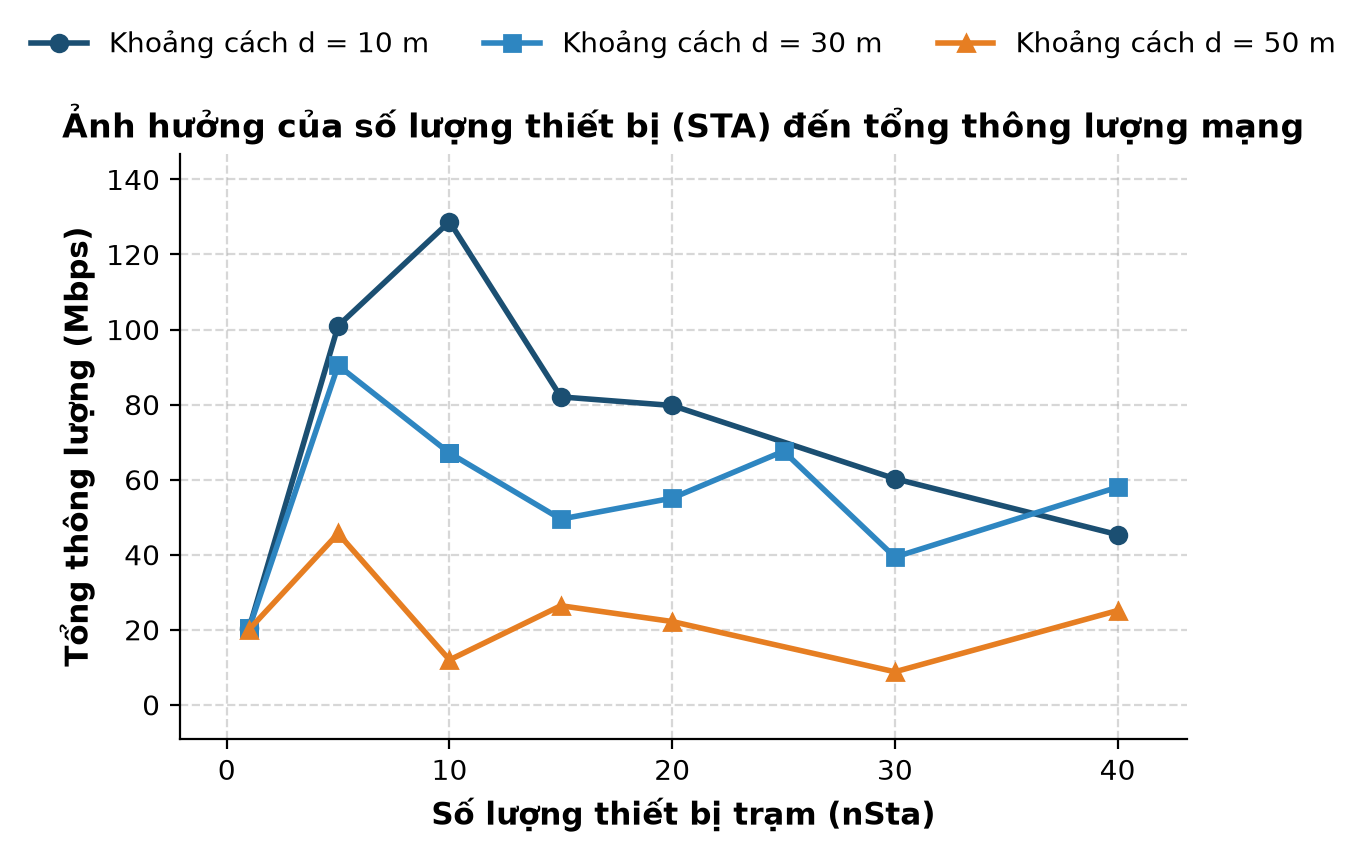 Khoảng cách d = 10 m Khoảng cách d = 30 m Khoảng cách d = 50 m
Ảnh hưởng của số lượng thiết bị (STA) đến tổng thông lượng mạng
Tổng thông lượng (Mbps)
140
120
100
80
60
40
20
0
0 10 20 30 40
Số lượng thiết bị trạm (nSta)